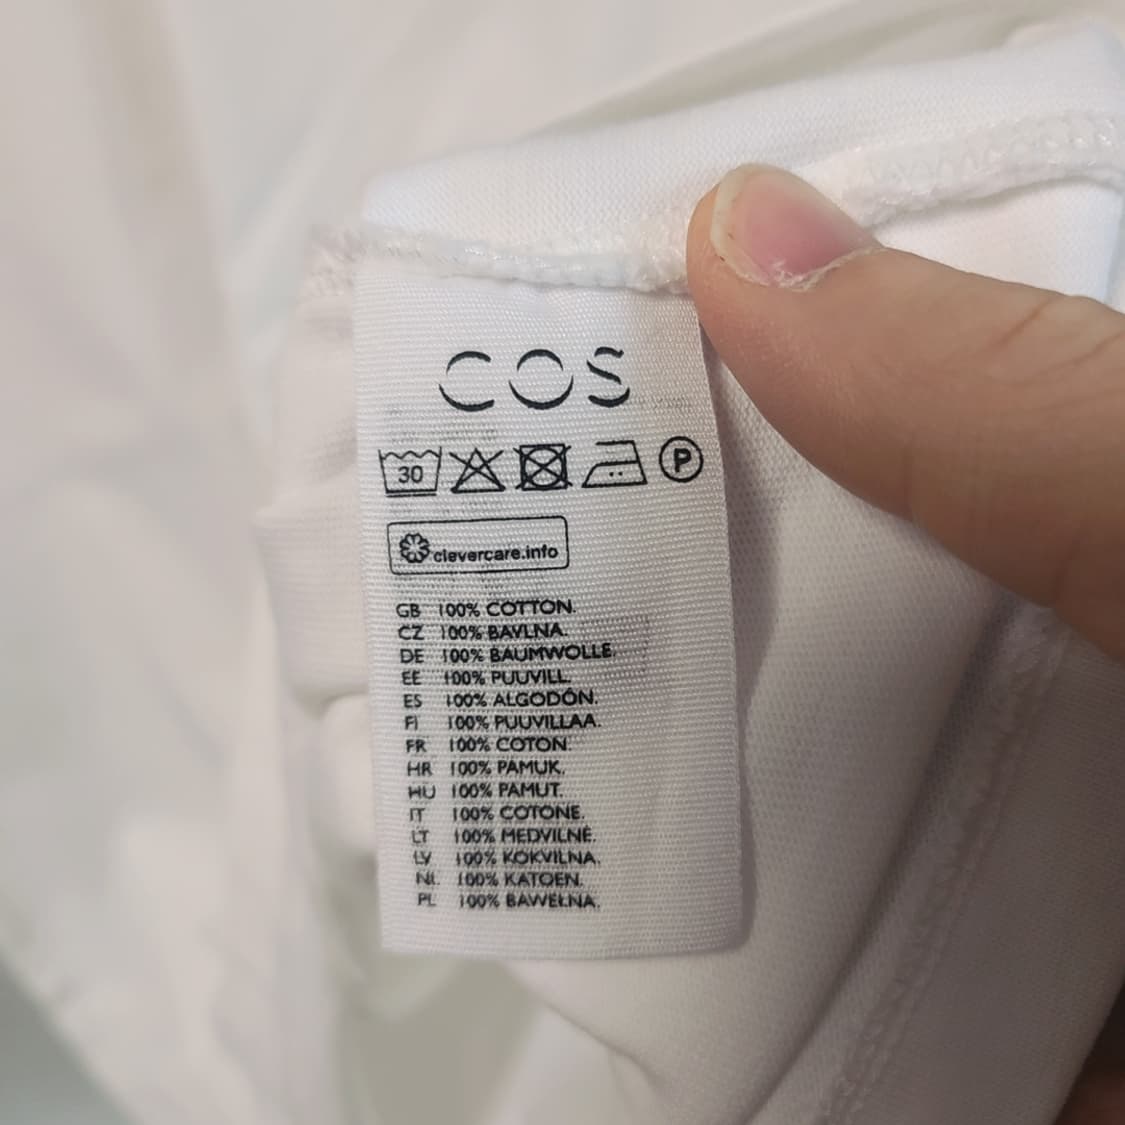 COS
30 P
clevercare.info
GB 100% COTTON.
CZ 100% BAVLNA.
DE 100% BAUMWOLLE.
EE 100% PUUVILL.
ES 100% ALGODÓN.
FI 100% PUUVILLAA.
FR 100% COTON.
HR 100% PAMUK.
HU 100% PAMUT.
IT 100% COTONE.
LT 100% MEDVILNĖ.
LV 100% KOKVILNA.
NL 100% KATOEN.
PL 100% BAWEŁNA.